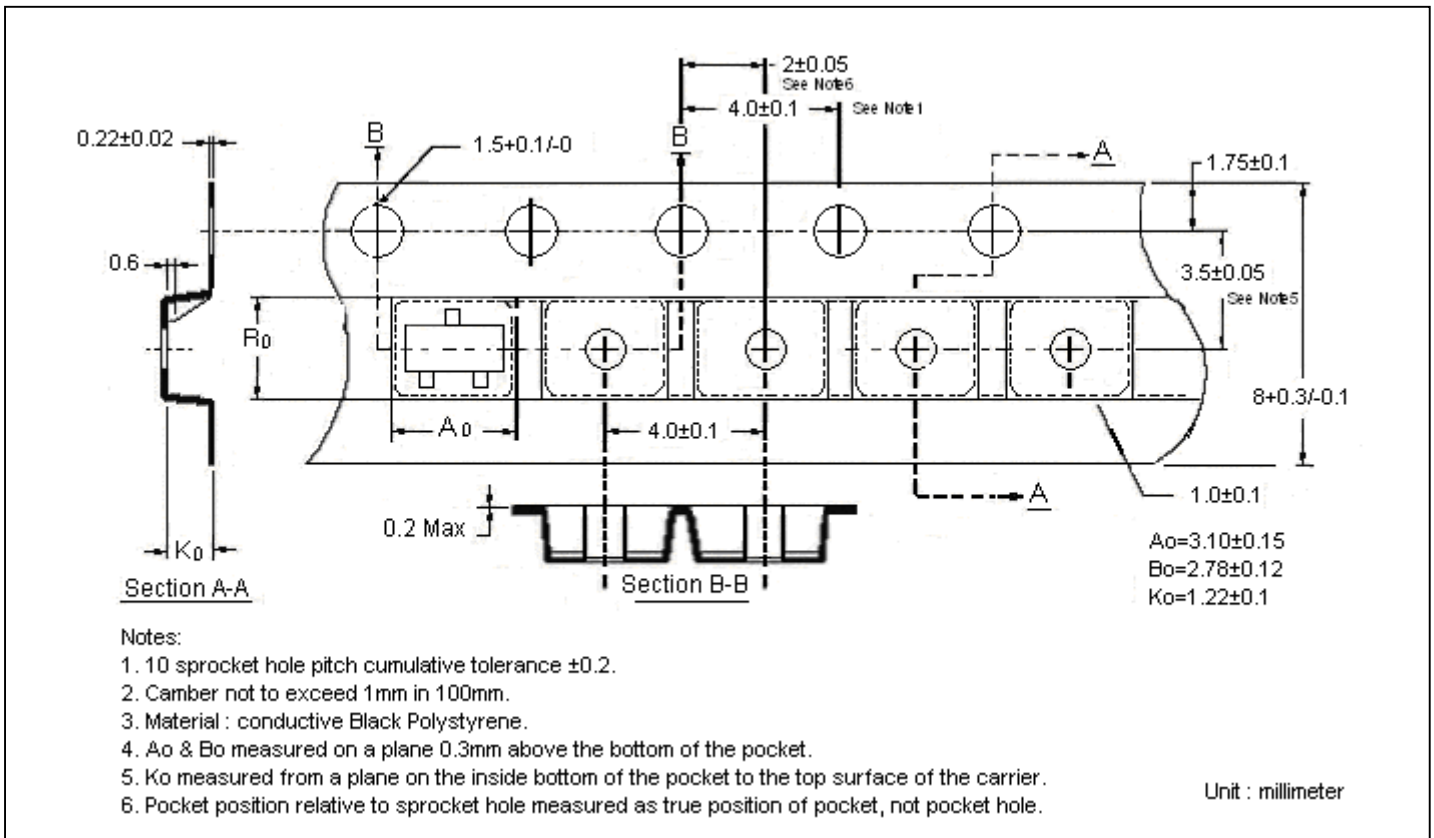 2±0.05
See Note6
4.0±0.1 See Note1
0.22±0.02
B
1.5+0.1/-0
B
A
1.75±0.1
0.6
3.5±0.05
See Note5
R0
8+0.3/-0.1
A0
4.0±0.1
A
1.0±0.1
0.2 Max
K0
Section A-A
Section B-B
Ao=3.10±0.15
Bo=2.78±0.12
Ko=1.22±0.1
Notes:
1. 10 sprocket hole pitch cumulative tolerance ±0.2.
2. Camber not to exceed 1mm in 100mm.
3. Material : conductive Black Polystyrene.
4. Ao & Bo measured on a plane 0.3mm above the bottom of the pocket.
5. Ko measured from a plane on the inside bottom of the pocket to the top surface of the carrier.
6. Pocket position relative to sprocket hole measured as true position of pocket, not pocket hole.
Unit : millimeter